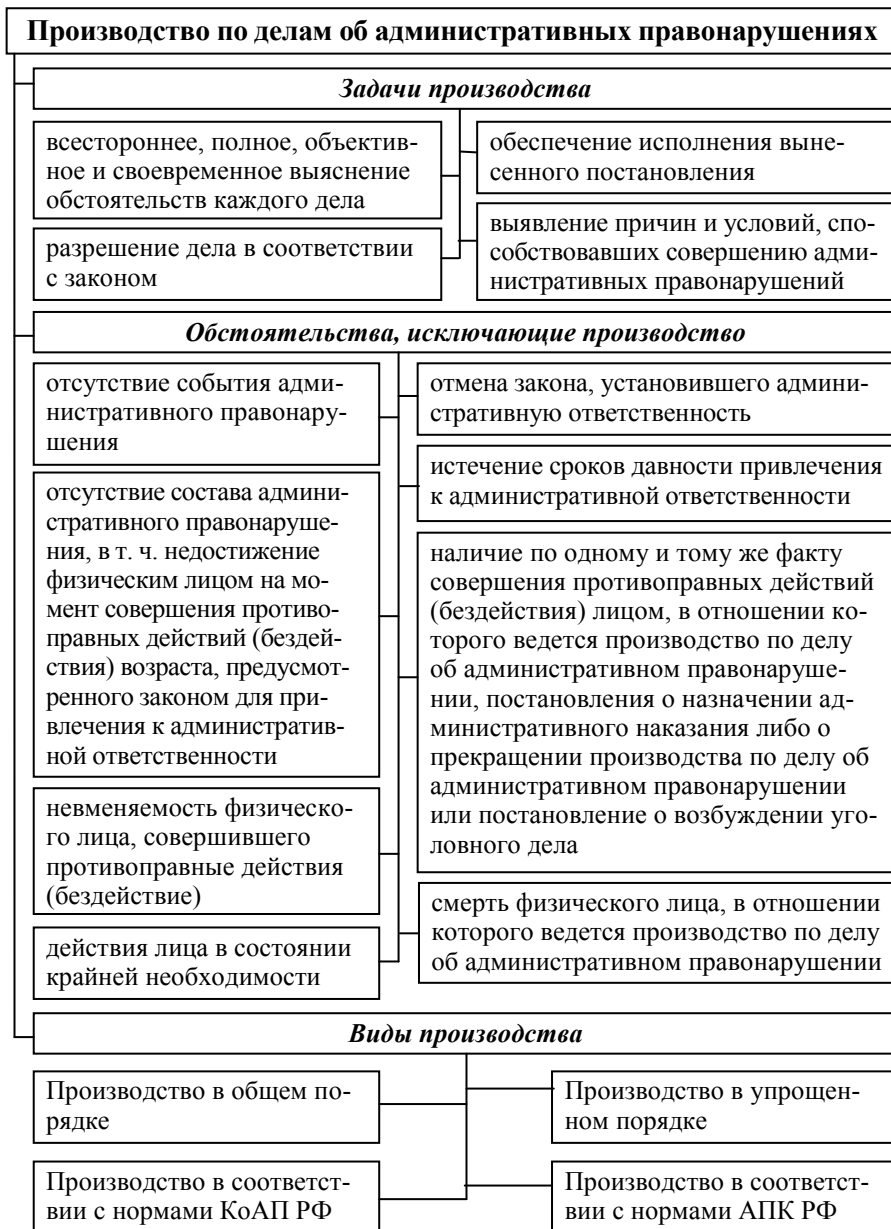 Производство по делам об административных правонарушениях
Задачи производства
всестороннее, полное, объектив-
ное и своевременное выяснение
обстоятельств каждого дела
разрешение дела в соответствии
с законом
обеспечение исполнения выне-
сенного постановления
выявление причин и условий, спо-
собствовавших совершению адми-
нистративных правонарушений
Обстоятельства, исключающие производство
отсутствие события адми-
нистративного правонару-
шения
отсутствие состава админи-
стративного правонаруше-
ния, в т. ч. недостижение
физическим лицом на мо-
мент совершения противо-
правных действий (бездей-
ствия) возраста, предусмот-
ренного законом для при-
влечения к административ-
ной ответственности
невменяемость физическо-
го лица, совершившего
противоправные действия
(бездействие)
действия лица в состоянии
крайней необходимости
отмена закона, установившего админи-
стративную ответственность
истечение сроков давности привлечения
к административной ответственности
наличие по одному и тому же факту
совершения противоправных действий
(бездействия) лицом, в отношении ко-
торого ведется производство по делу
об административном правонаруше-
нии, постановления о назначении ад-
министративного наказания либо о
прекращении производства по делу об
административном правонарушении
или постановление о возбуждении уго-
ловного дела
смерть физического лица, в отношении
которого ведется производство по делу
об административном правонарушении
Виды производства
Производство в общем по-
рядке
Производство в упрощен-
ном порядке
Производство в соответст-
вии с нормами КоАП РФ
Производство в соответст-
вии с нормами АПК РФ